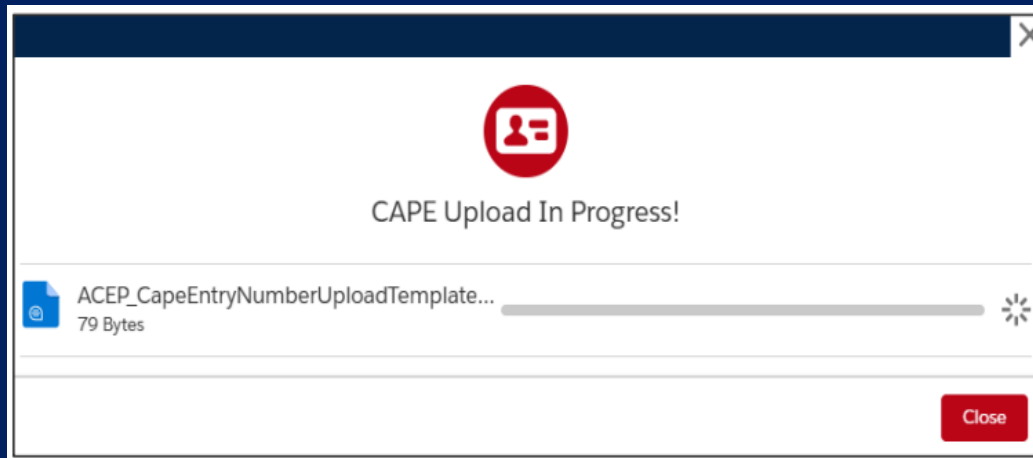 CAPE Upload In Progress!
ACEP_CapeEntryNumberUploadTemplate...
79 Bytes
Close